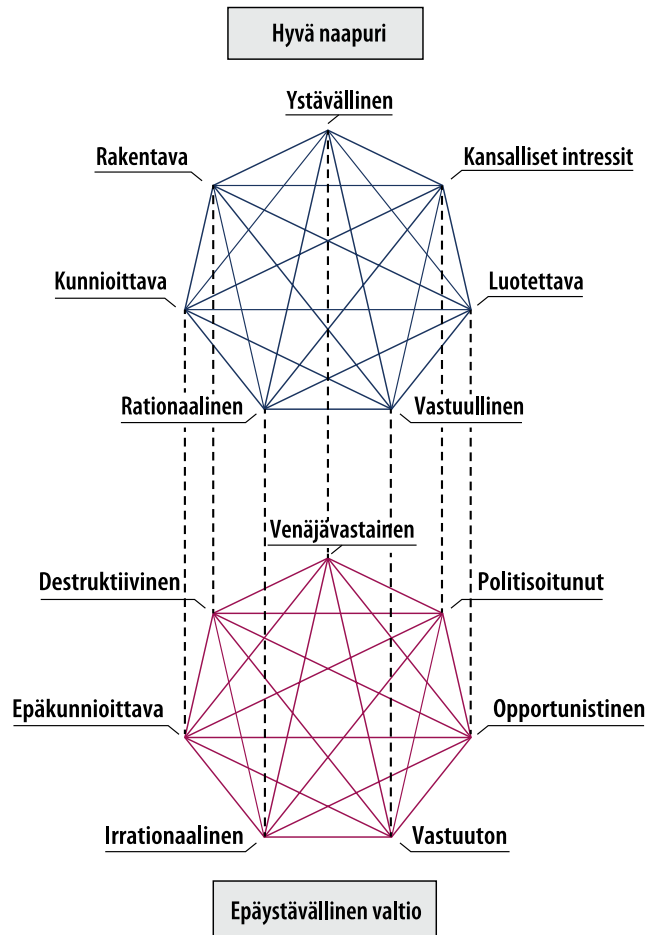 Hyvä naapuri
Ystävällinen
Rakentava
Kansalliset intressit
Kunnioittava
Luotettava
Rationaalinen
Vastuullinen
Venäjävastainen
Destruktiivinen
Politisoitunut
Epäkunnioittava
Opportunistinen
Irrationaalinen
Vastuuton
Epäystävällinen valtio